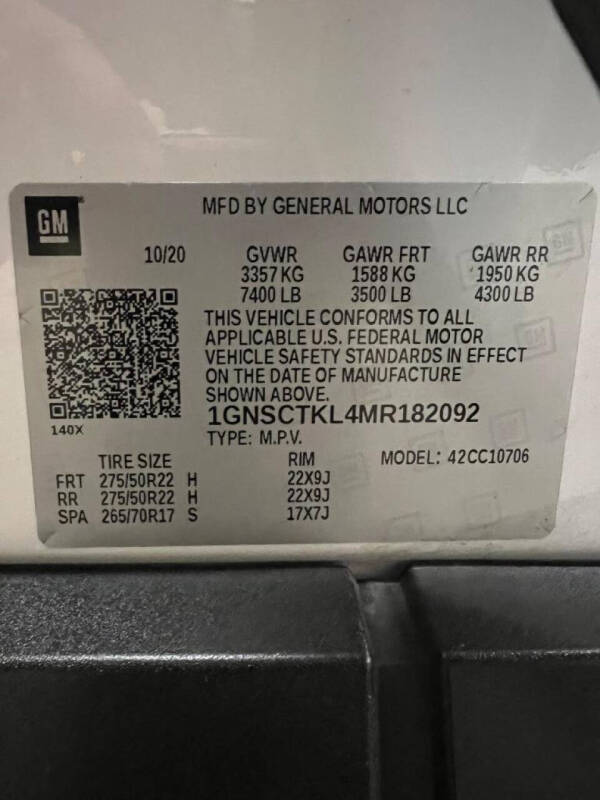 GM
MFD BY GENERAL MOTORS LLC
10/20 GVWR GAWR FRT GAWR RR
3357 KG 1588 KG 1950 KG
7400 LB 3500 LB 4300 LB
THIS VEHICLE CONFORMS TO ALL
APPLICABLE U.S. FEDERAL MOTOR
VEHICLE SAFETY STANDARDS IN EFFECT
ON THE DATE OF MANUFACTURE
SHOWN ABOVE.
1GNSCTKL4MR182092
140X
TYPE: M.P.V.
TIRE SIZE RIM MODEL: 42CC10706
FRT 275/50R22 H 22X9J
RR 275/50R22 H 22X9J
SPA 265/70R17 S 17X7J